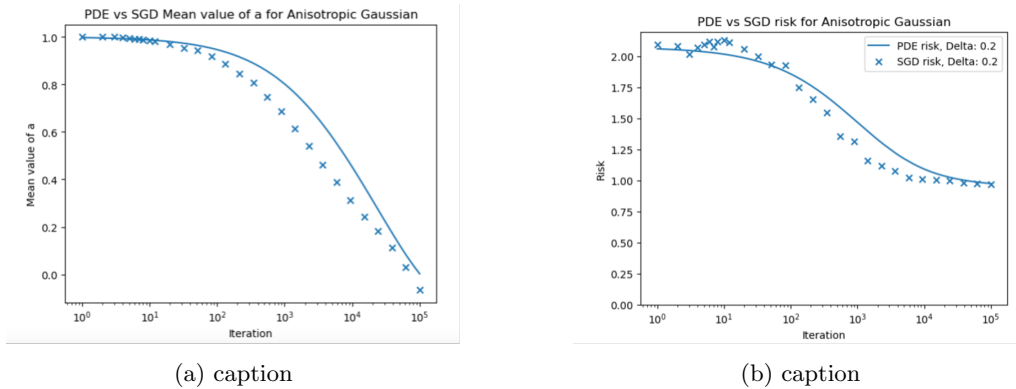 PDE vs SGD Mean value of a for Anisotropic Gaussian
Mean value of a
1.0
0.8
0.6
0.4
0.2
0.0
10^0
10^1
10^2
10^3
10^4
10^5
Iteration
(a) caption
PDE vs SGD risk for Anisotropic Gaussian
PDE risk, Delta: 0.2
SGD risk, Delta: 0.2
Risk
2.00
1.75
1.50
1.25
1.00
0.75
0.50
0.25
0.00
10^0
10^1
10^2
10^3
10^4
10^5
Iteration
(b) caption